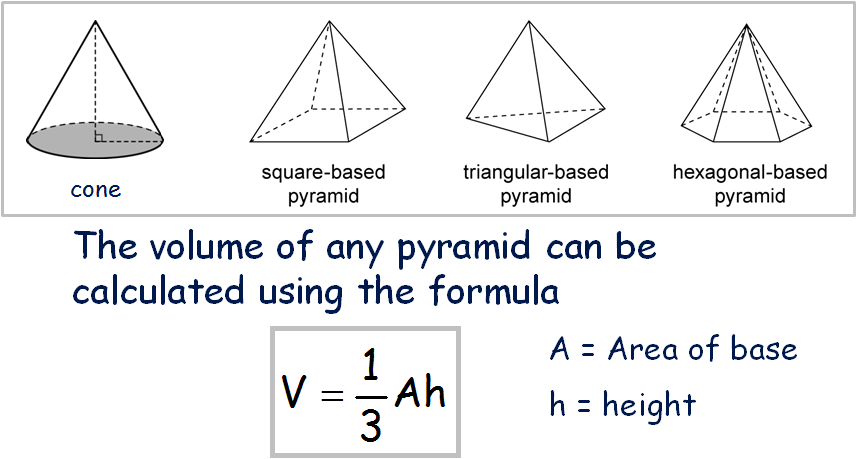 cone
square-based
pyramid
triangular-based
pyramid
hexagonal-based
pyramid
The volume of any pyramid can be
calculated using the formula
V = 1/3 Ah
A = Area of base
h = height